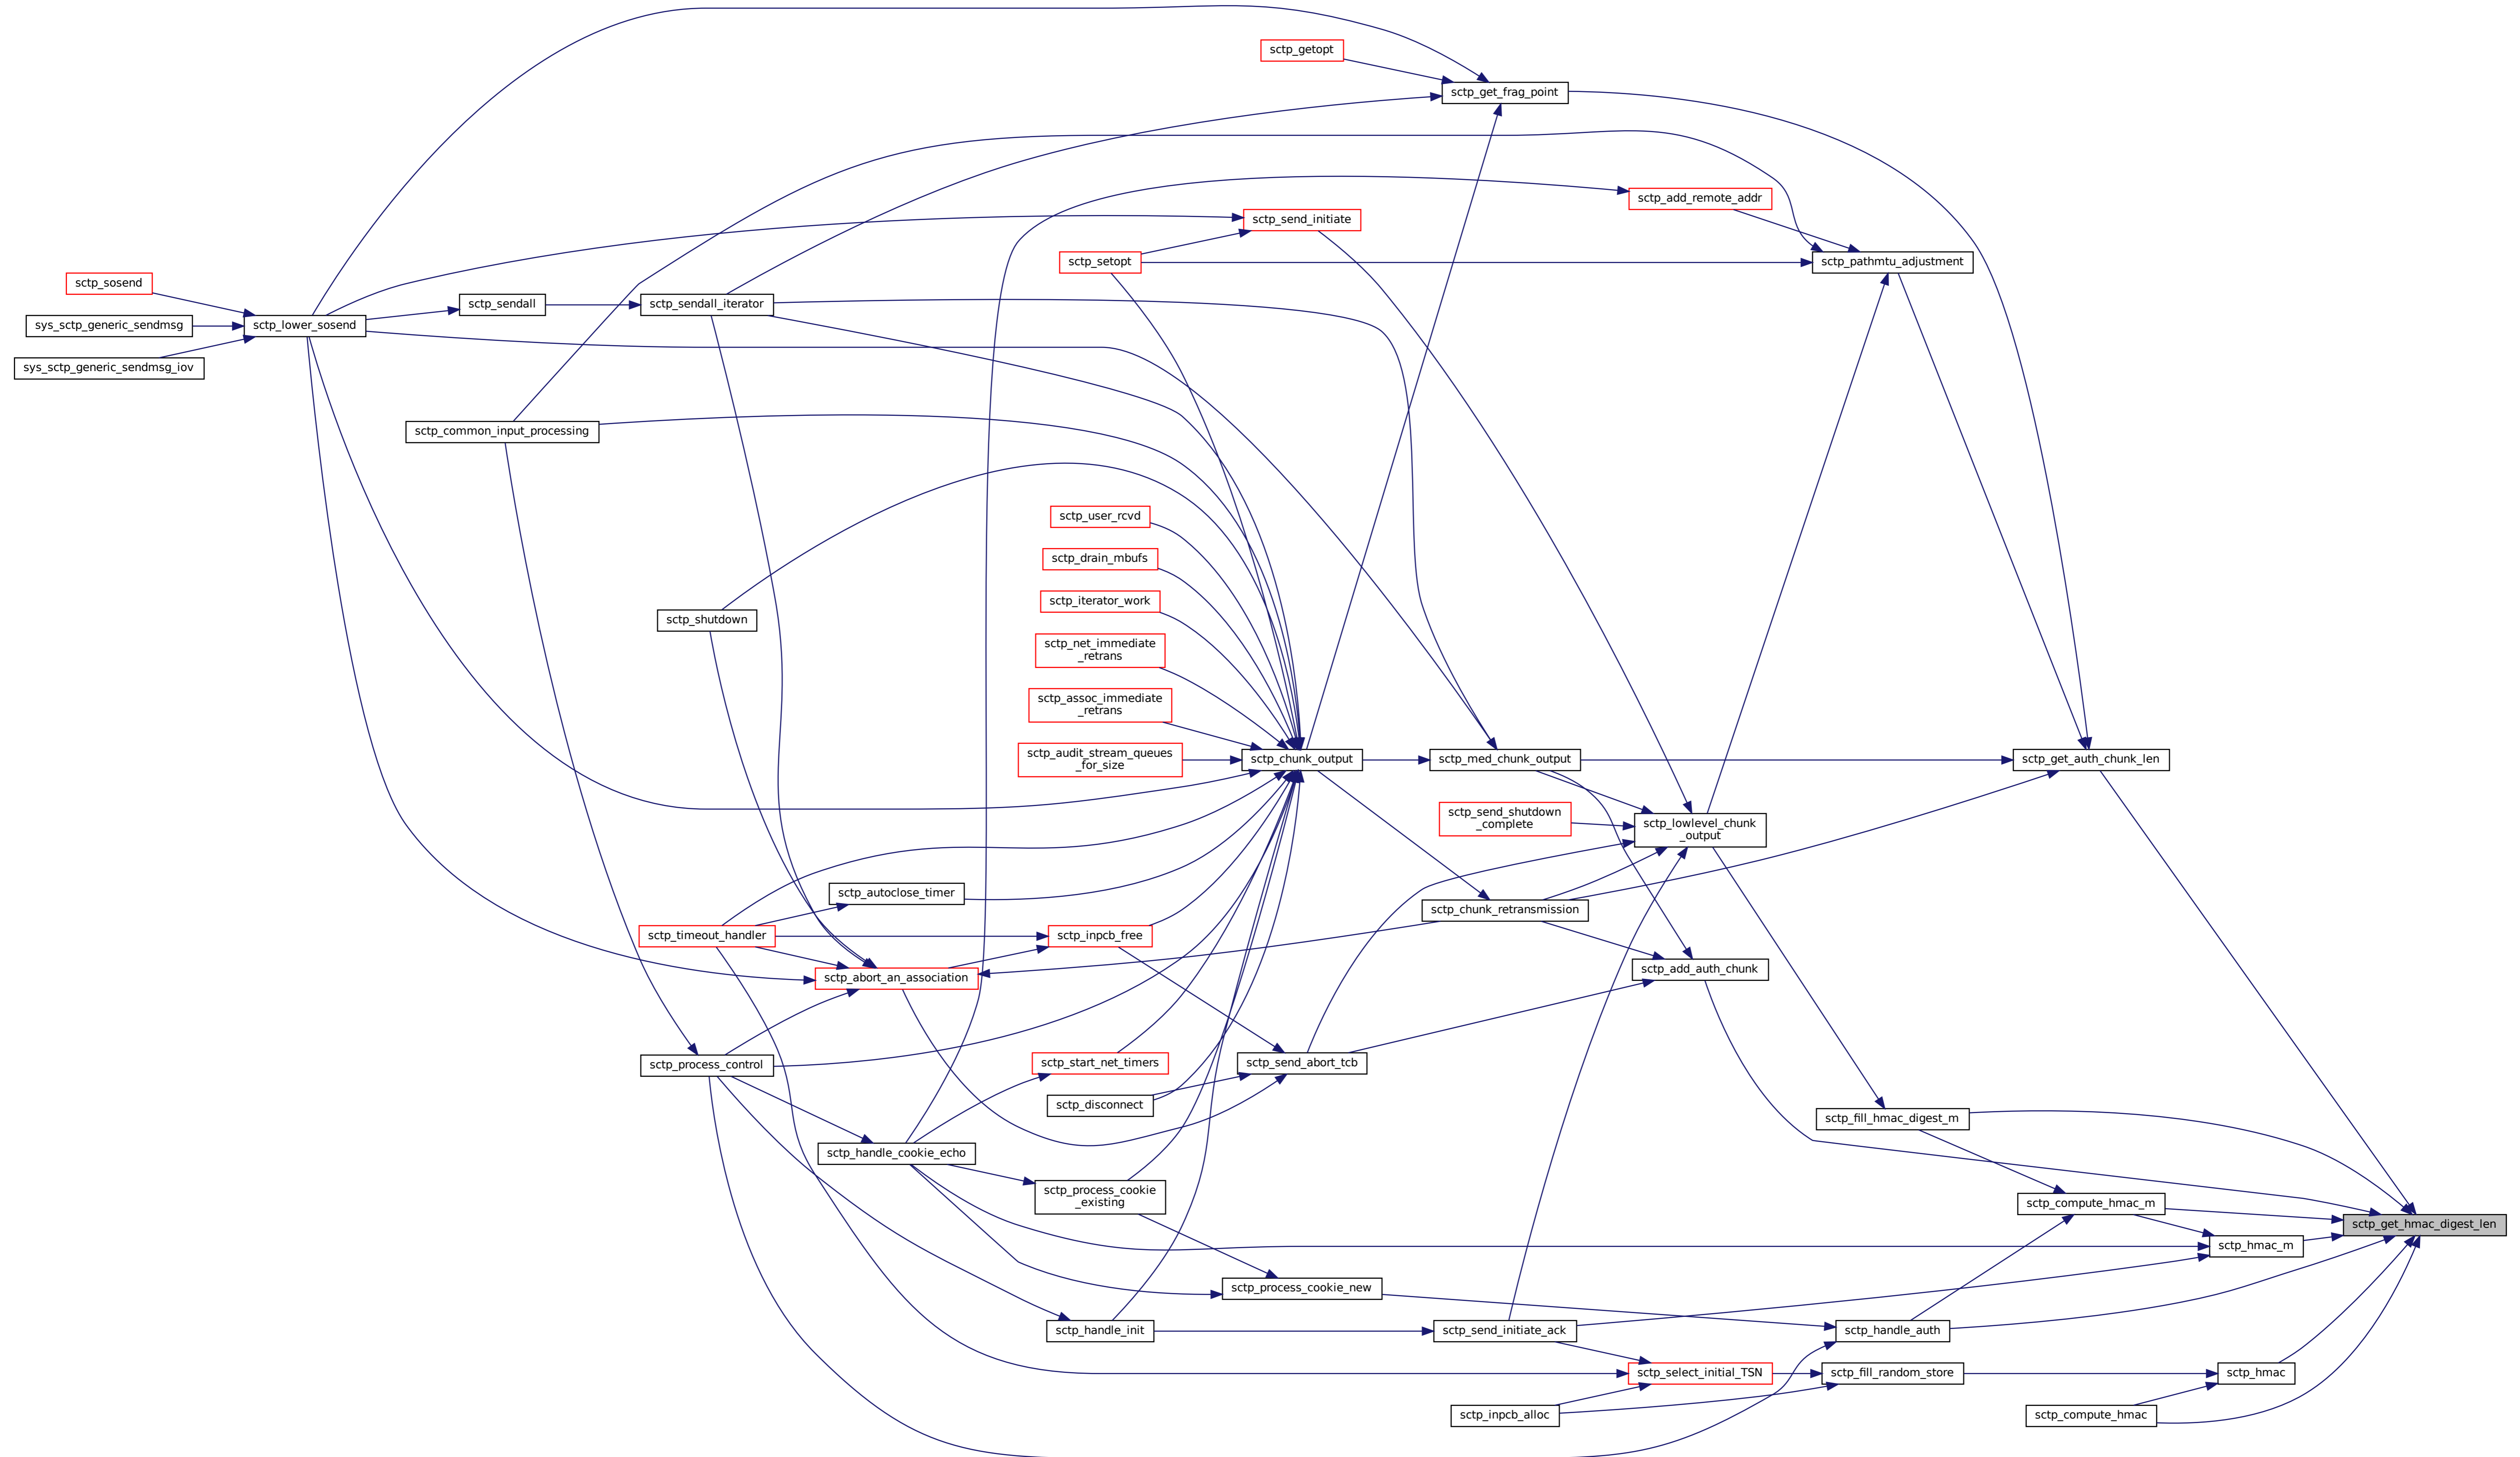 sctp_getopt
sctp_get_frag_point
sctp_add_remote_addr
sctp_send_initiate
sctp_setopt
sctp_pathmtu_adjustment
sctp_sosend
sctp_sendall
sctp_sendall_iterator
sys_sctp_generic_sendmsg
sctp_lower_sosend
sys_sctp_generic_sendmsg_iov
sctp_common_input_processing
sctp_user_rcvd
sctp_drain_mbufs
sctp_iterator_work
sctp_shutdown
sctp_net_immediate
_retrans
sctp_assoc_immediate
_retrans
sctp_audit_stream_queues
_for_size
sctp_chunk_output
sctp_med_chunk_output
sctp_get_auth_chunk_len
sctp_send_shutdown
_complete
sctp_lowlevel_chunk
_output
sctp_autoclose_timer
sctp_chunk_retransmission
sctp_timeout_handler
sctp_inpcb_free
sctp_abort_an_association
sctp_add_auth_chunk
sctp_process_control
sctp_start_net_timers
sctp_send_abort_tcb
sctp_disconnect
sctp_fill_hmac_digest_m
sctp_handle_cookie_echo
sctp_process_cookie
_existing
sctp_compute_hmac_m
sctp_get_hmac_digest_len
sctp_hmac_m
sctp_process_cookie_new
sctp_handle_init
sctp_send_initiate_ack
sctp_handle_auth
sctp_select_initial_TSN
sctp_fill_random_store
sctp_hmac
sctp_inpcb_alloc
sctp_compute_hmac